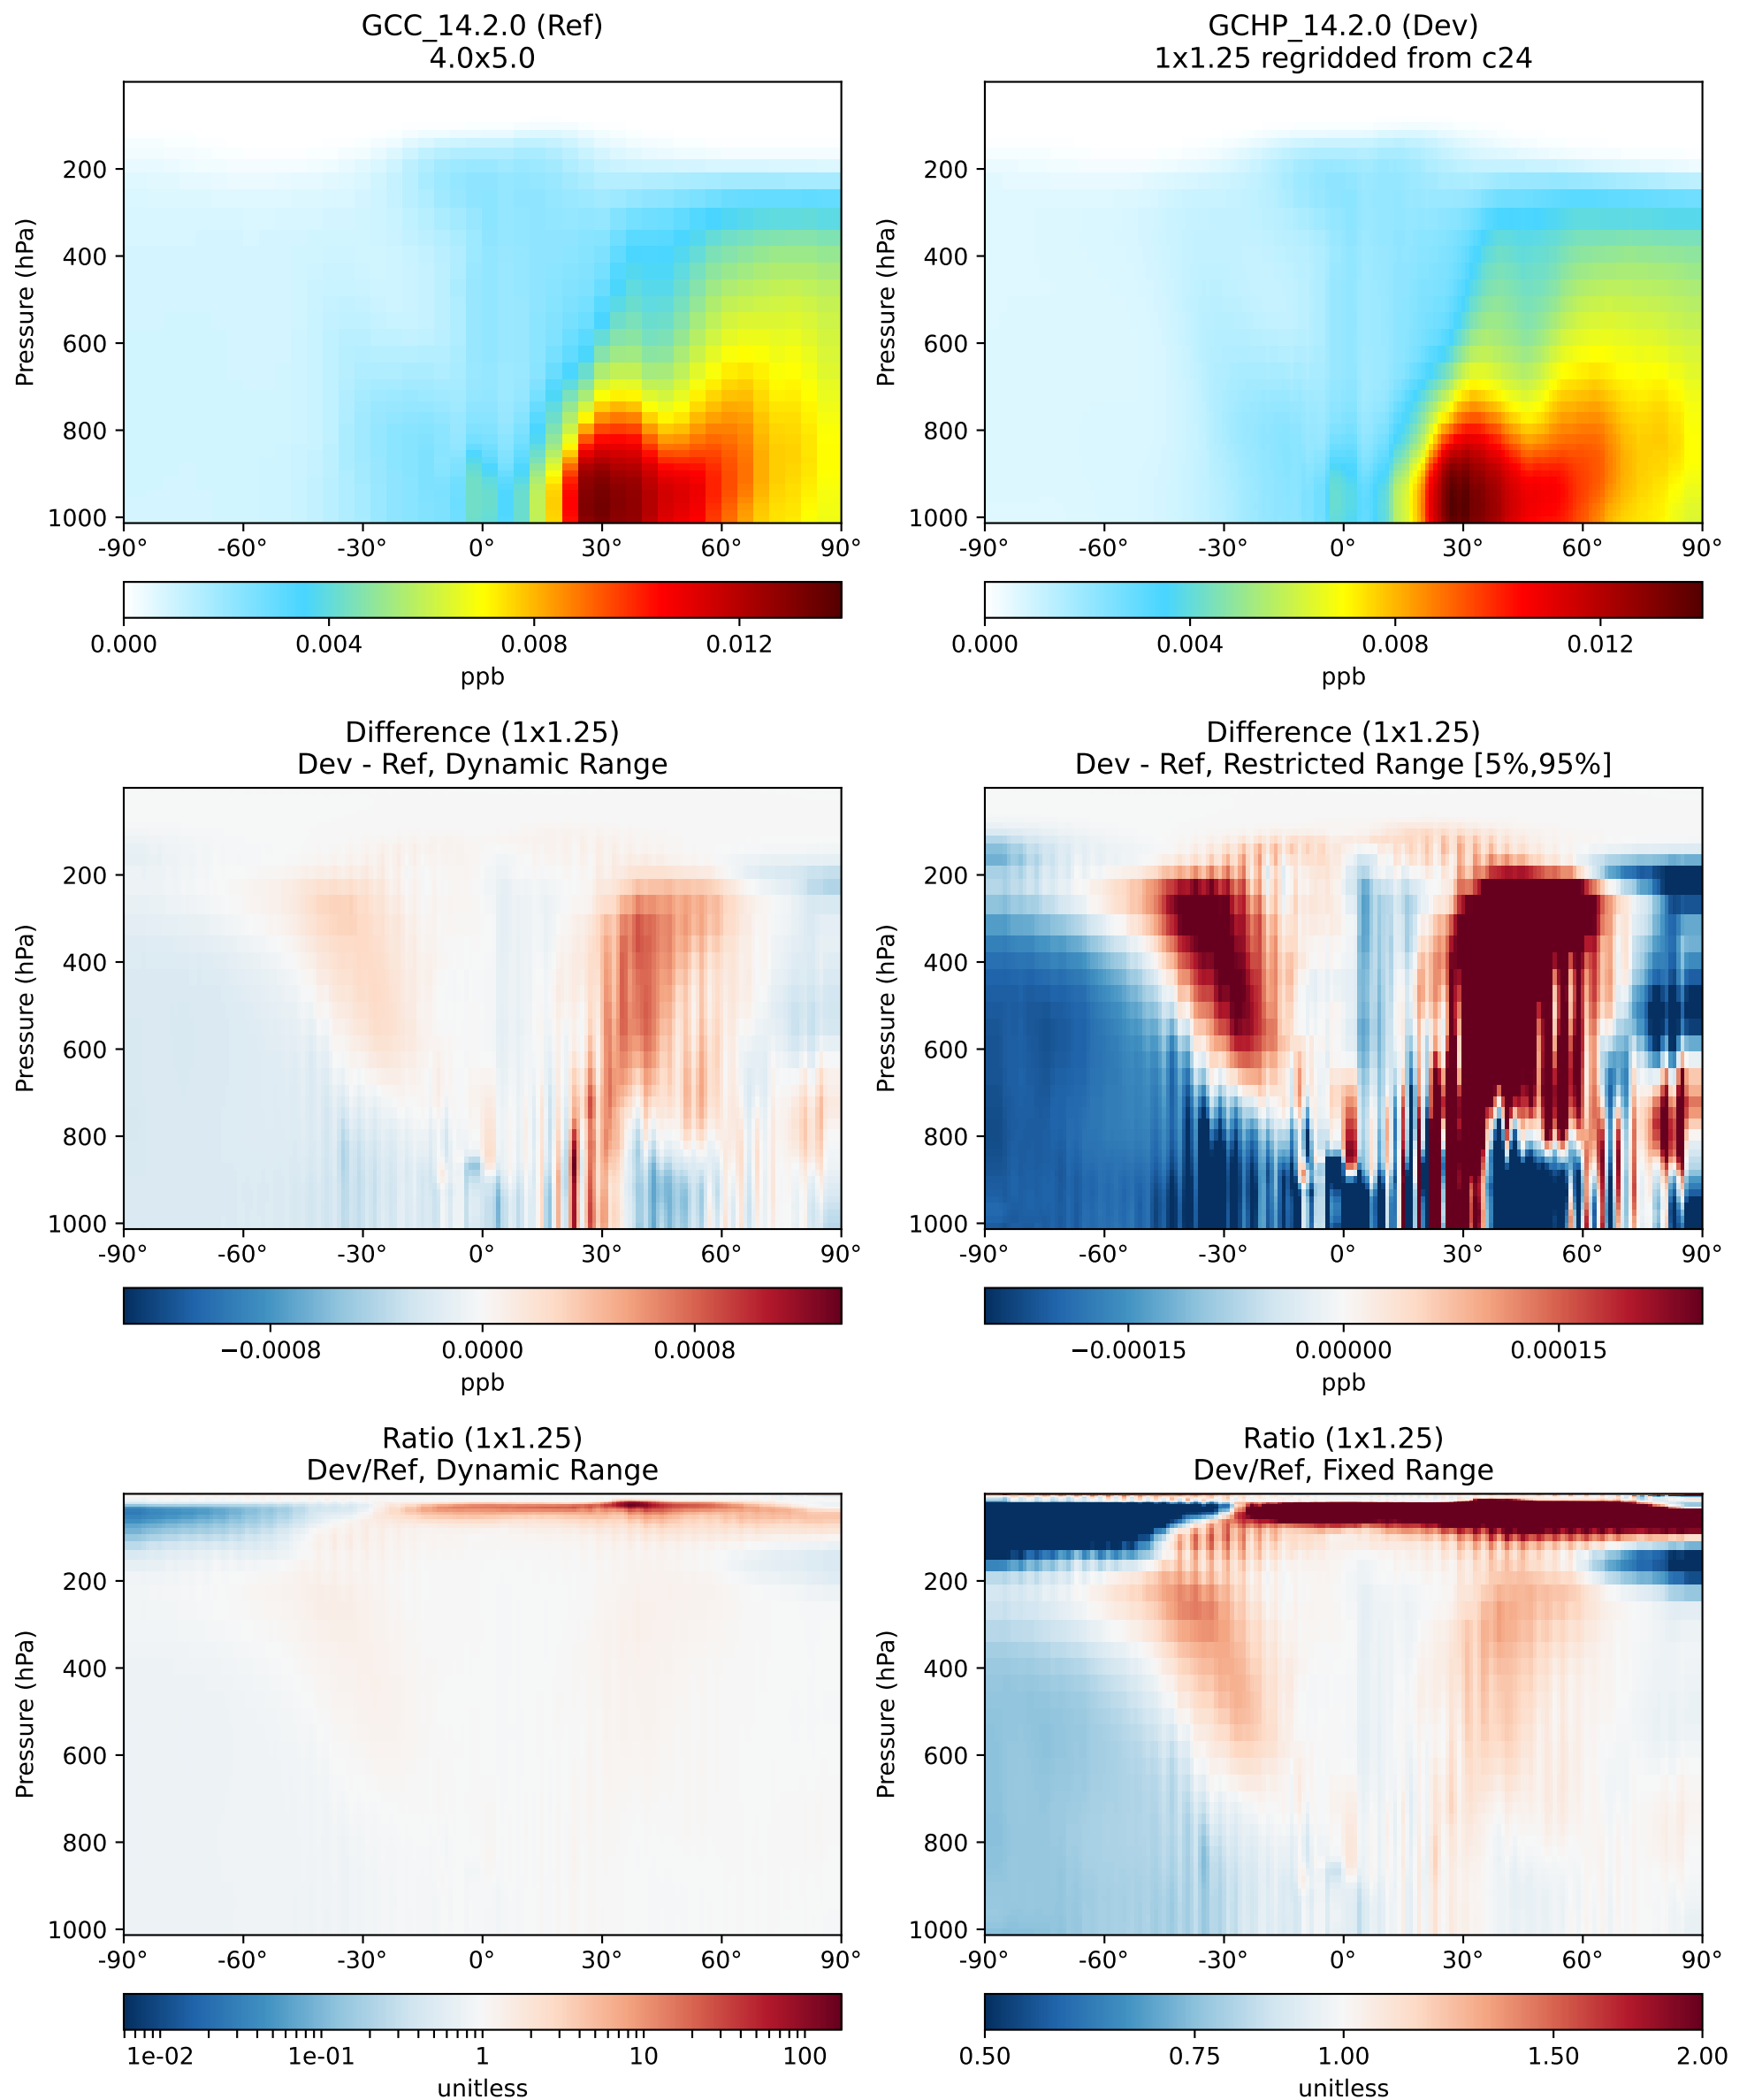 GCC_14.2.0 (Ref)
4.0x5.0
GCHP_14.2.0 (Dev)
1x1.25 regridded from c24
Pressure (hPa)
200
400
600
800
1000
-90° -60° -30° 0° 30° 60° 90°
0.000 0.004 0.008 0.012
ppb
Pressure (hPa)
200
400
600
800
1000
-90° -60° -30° 0° 30° 60° 90°
0.000 0.004 0.008 0.012
ppb
Difference (1x1.25)
Dev - Ref, Dynamic Range
Difference (1x1.25)
Dev - Ref, Restricted Range [5%,95%]
Pressure (hPa)
200
400
600
800
1000
-90° -60° -30° 0° 30° 60° 90°
−0.0008 0.0000 0.0008
ppb
Pressure (hPa)
200
400
600
800
1000
-90° -60° -30° 0° 30° 60° 90°
−0.00015 0.00000 0.00015
ppb
Ratio (1x1.25)
Dev/Ref, Dynamic Range
Ratio (1x1.25)
Dev/Ref, Fixed Range
Pressure (hPa)
200
400
600
800
1000
-90° -60° -30° 0° 30° 60° 90°
1e-02 1e-01 1 10 100
unitless
Pressure (hPa)
200
400
600
800
1000
-90° -60° -30° 0° 30° 60° 90°
0.50 0.75 1.00 1.50 2.00
unitless